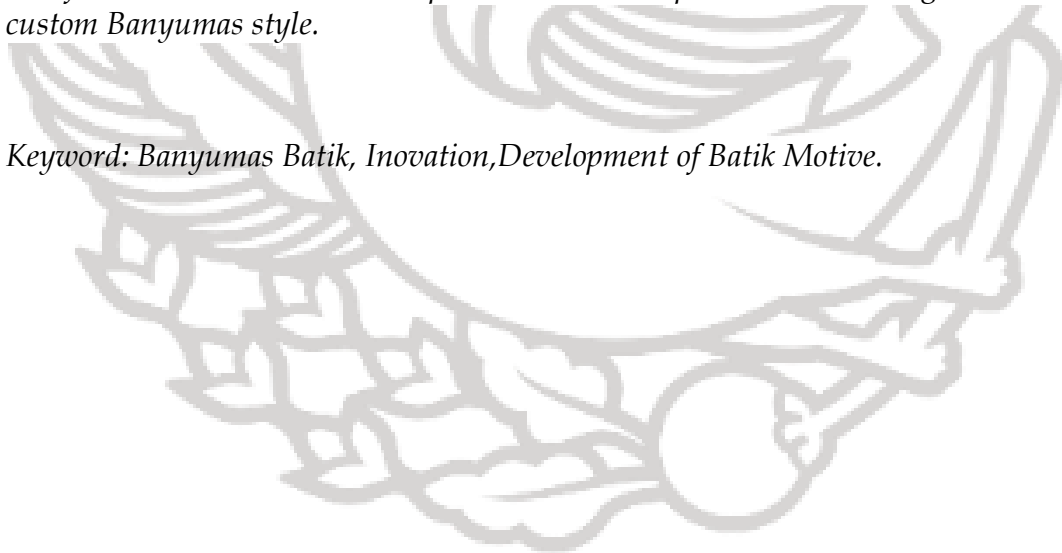 custom Banyumas style.
Keyword: Banyumas Batik, Inovation,Development of Batik Motive.